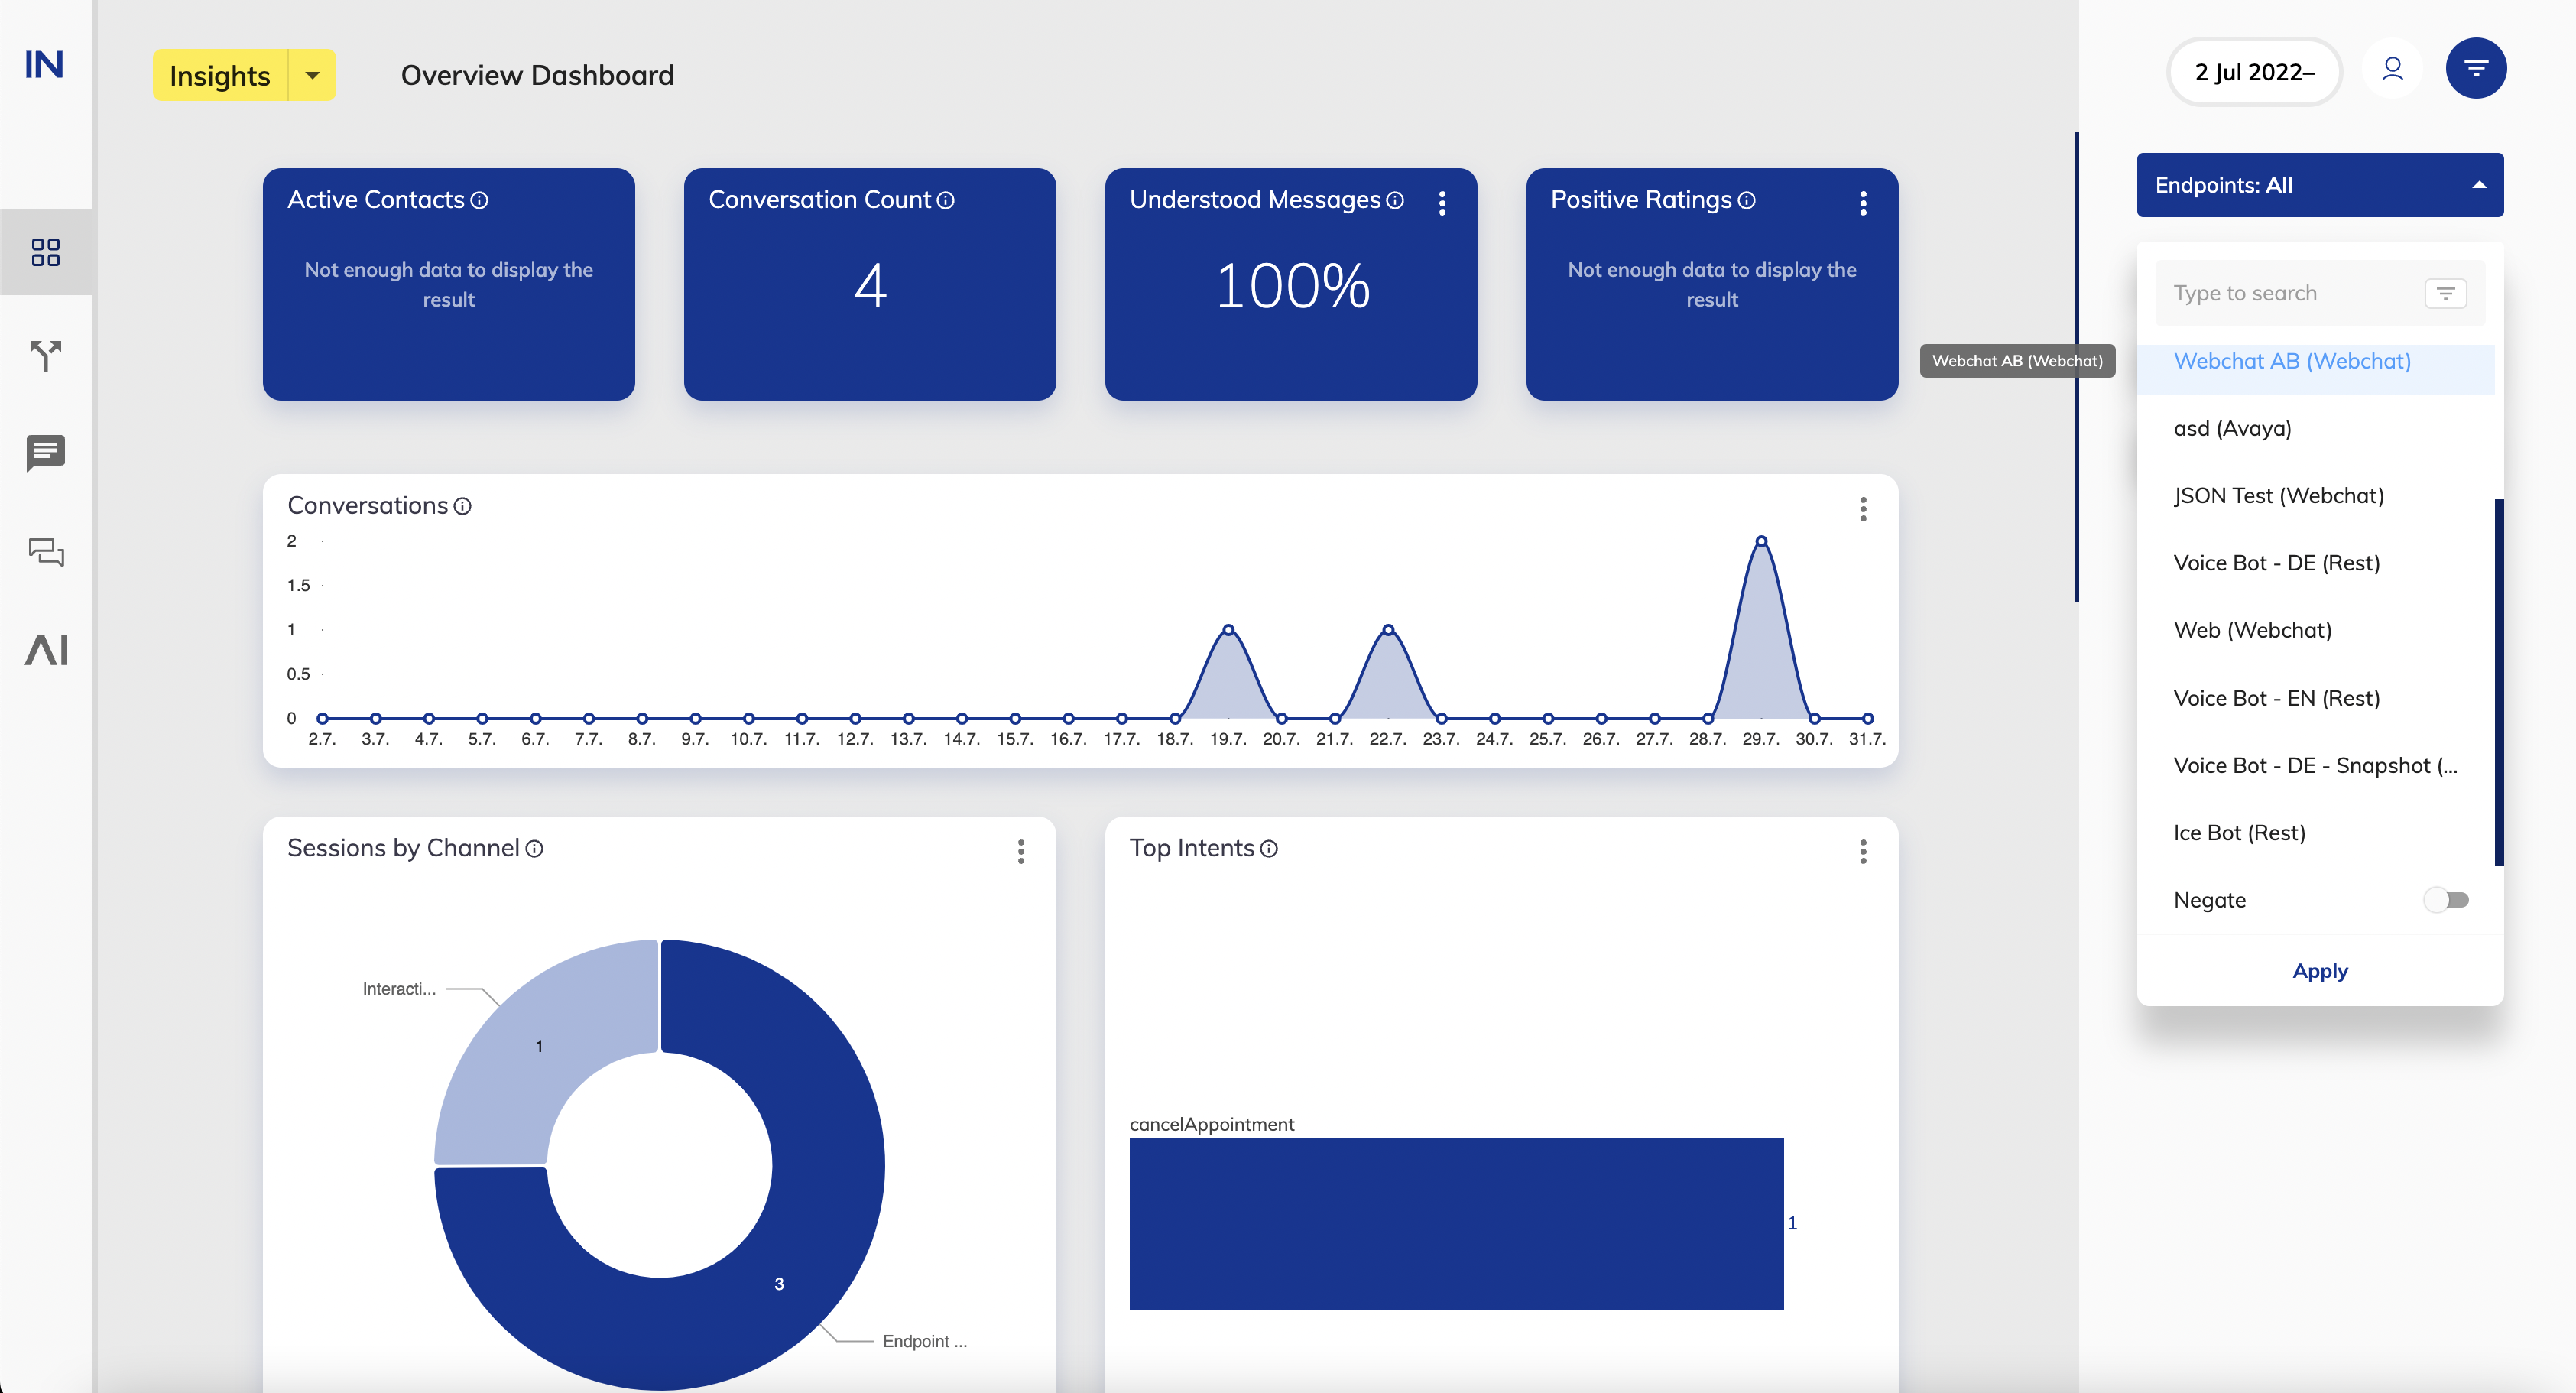 IN
Insights
Overview Dashboard
2 Jul 2022–
Active Contacts
Not enough data to display the
result
Conversation Count
4
Understood Messages
100%
Positive Ratings
Not enough data to display the
result
Endpoints: All
Type to search
Webchat AB (Webchat)
Webchat AB (Webchat)
asd (Avaya)
JSON Test (Webchat)
Voice Bot - DE (Rest)
Web (Webchat)
Voice Bot - EN (Rest)
Voice Bot - DE - Snapshot (...
Ice Bot (Rest)
Negate
Apply
AI
Conversations
2
1.5
1
0.5
0
2.7. 3.7. 4.7. 5.7. 6.7. 7.7. 8.7. 9.7. 10.7. 11.7. 12.7. 13.7. 14.7. 15.7. 16.7. 17.7. 18.7. 19.7. 20.7. 21.7. 22.7. 23.7. 24.7. 25.7. 26.7. 27.7. 28.7. 29.7. 30.7. 31.7.
Sessions by Channel
Interacti...
1
3
Endpoint ...
Top Intents
cancelAppointment
1